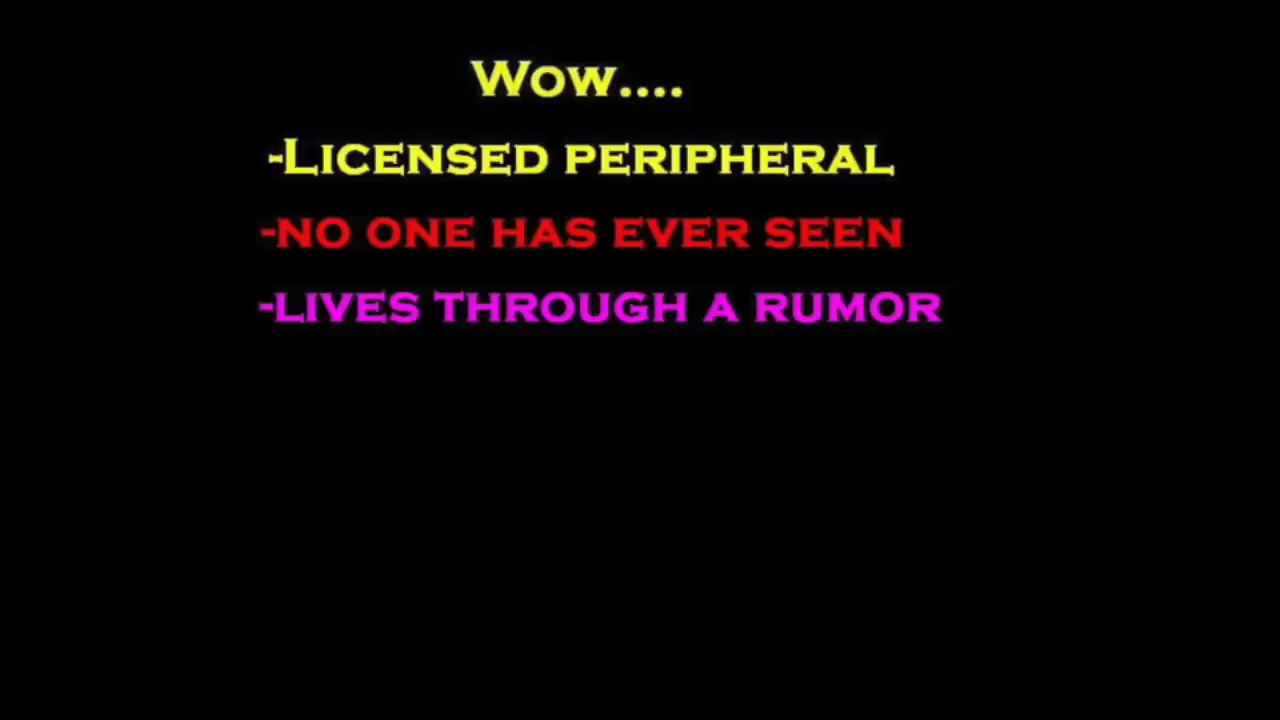 Wow....
-Licensed peripheral
-no one has ever seen
-lives through a rumor